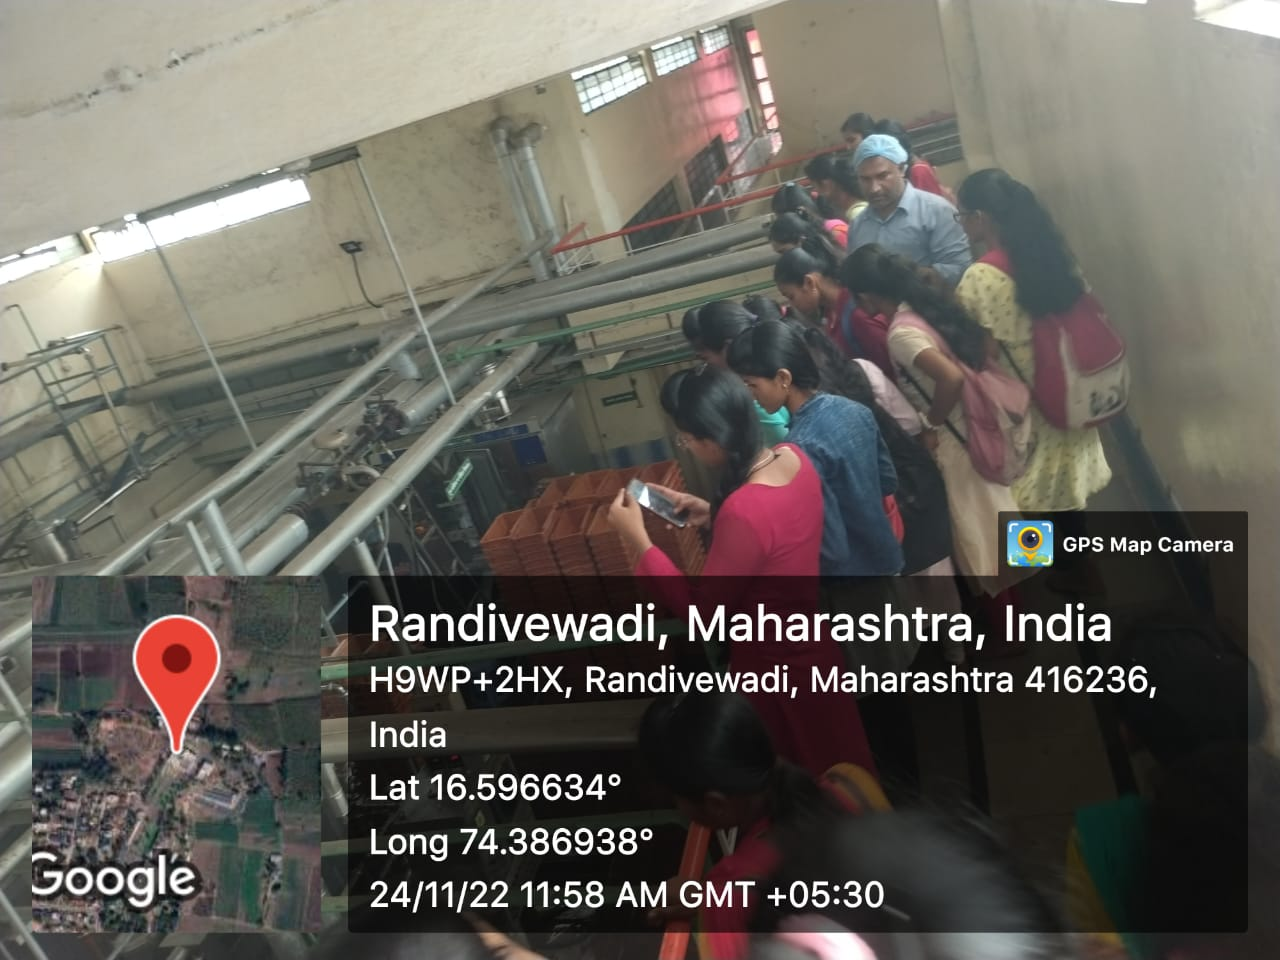 GPS Map Camera
Randivewadi, Maharashtra, India
H9WP+2HX, Randivewadi, Maharashtra 416236,
India
Lat 16.596634°
Long 74.386938°
24/11/22 11:58 AM GMT +05:30
Google